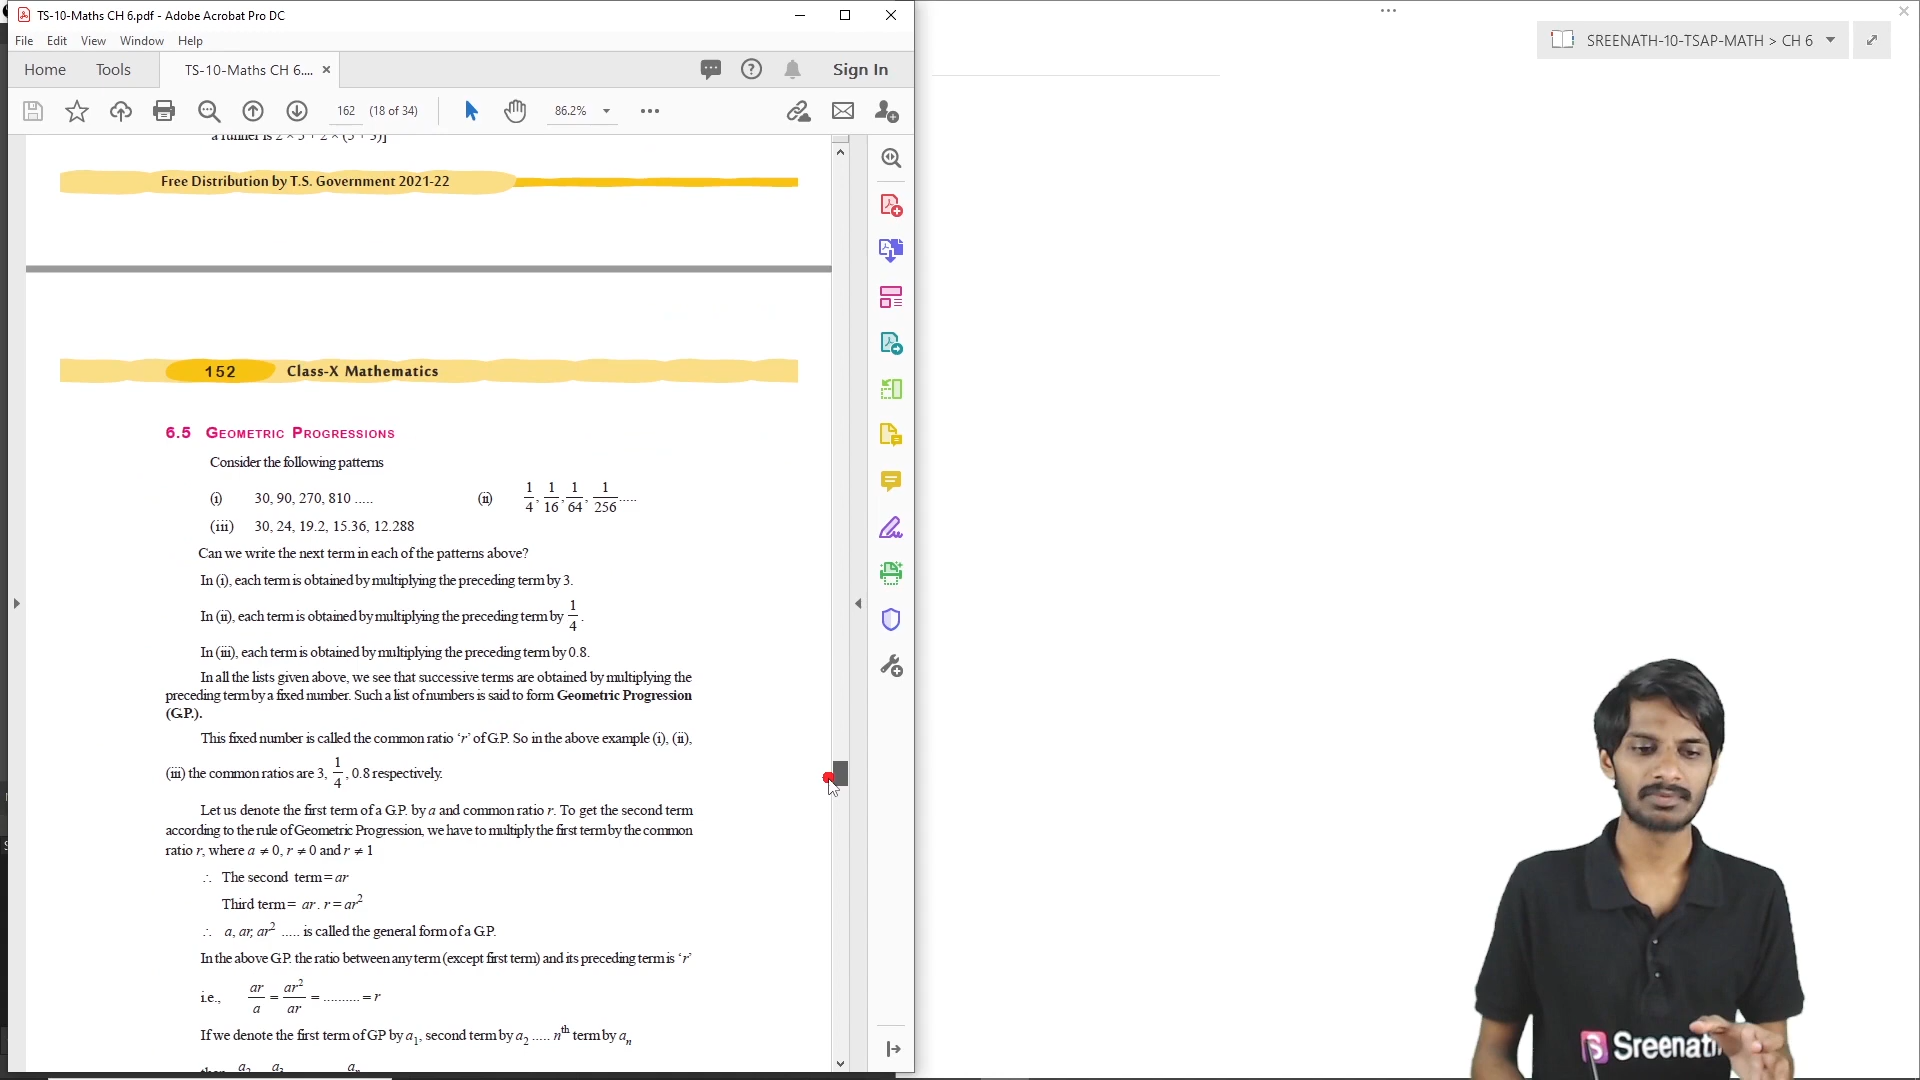 TS-10-Maths CH 6.pdf - Adobe Acrobat Pro DC
File Edit View Window Help
Home Tools TS-10-Maths CH 6.... × Sign In
162 (18 of 34) 86.2%
SREENATH-10-TSAP-MATH > CH 6
Free Distribution by T.S. Government 2021-22
152 Class-X Mathematics
6.5 GEOMETRIC PROGRESSIONS
Consider the following patterns
(i) 30, 90, 270, 810 ..... (ii) 1/4, 1/16, 1/64, 1/256.....
(iii) 30, 24, 19.2, 15.36, 12.288
Can we write the next term in each of the patterns above?
In (i), each term is obtained by multiplying the preceding term by 3.
In (ii), each term is obtained by multiplying the preceding term by 1/4.
In (iii), each term is obtained by multiplying the preceding term by 0.8.
In all the lists given above, we see that successive terms are obtained by multiplying the
preceding term by a fixed number. Such a list of numbers is said to form Geometric Progression
(G.P.).
This fixed number is called the common ratio ‘r’ of G.P. So in the above example (i), (ii),
(iii) the common ratios are 3, 1/4, 0.8 respectively.
Let us denote the first term of a G.P. by a and common ratio r. To get the second term
according to the rule of Geometric Progression, we have to multiply the first term by the common
ratio r, where a ≠ 0, r ≠ 0 and r ≠ 1
∴ The second term = ar
Third term = ar . r = ar²
∴ a, ar, ar² ..... is called the general form of a G.P.
In the above G.P. the ratio between any term (except first term) and its preceding term is ‘r’
i.e., ar/a = ar²/ar = .......... = r
If we denote the first term of GP by a₁, second term by a₂ ..... nᵗʰ term by aₙ